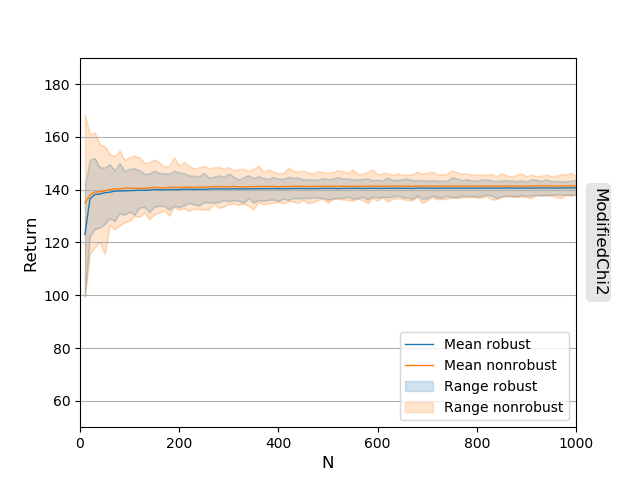 180
160
140
120
100
80
60
Return
0
200
400
600
800
1000
N
Mean robust
Mean nonrobust
Range robust
Range nonrobust
ModifiedChi2